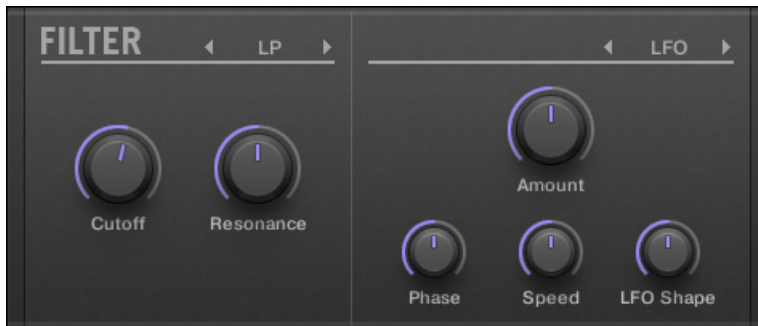 FILTER LP LFO
Amount
Cutoff Resonance
Phase Speed LFO Shape